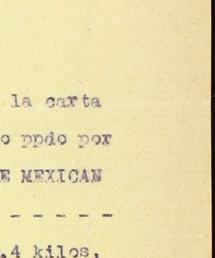 la carta
o ppdo por
E MEXICAN
- - - - - -
,4 kilos,